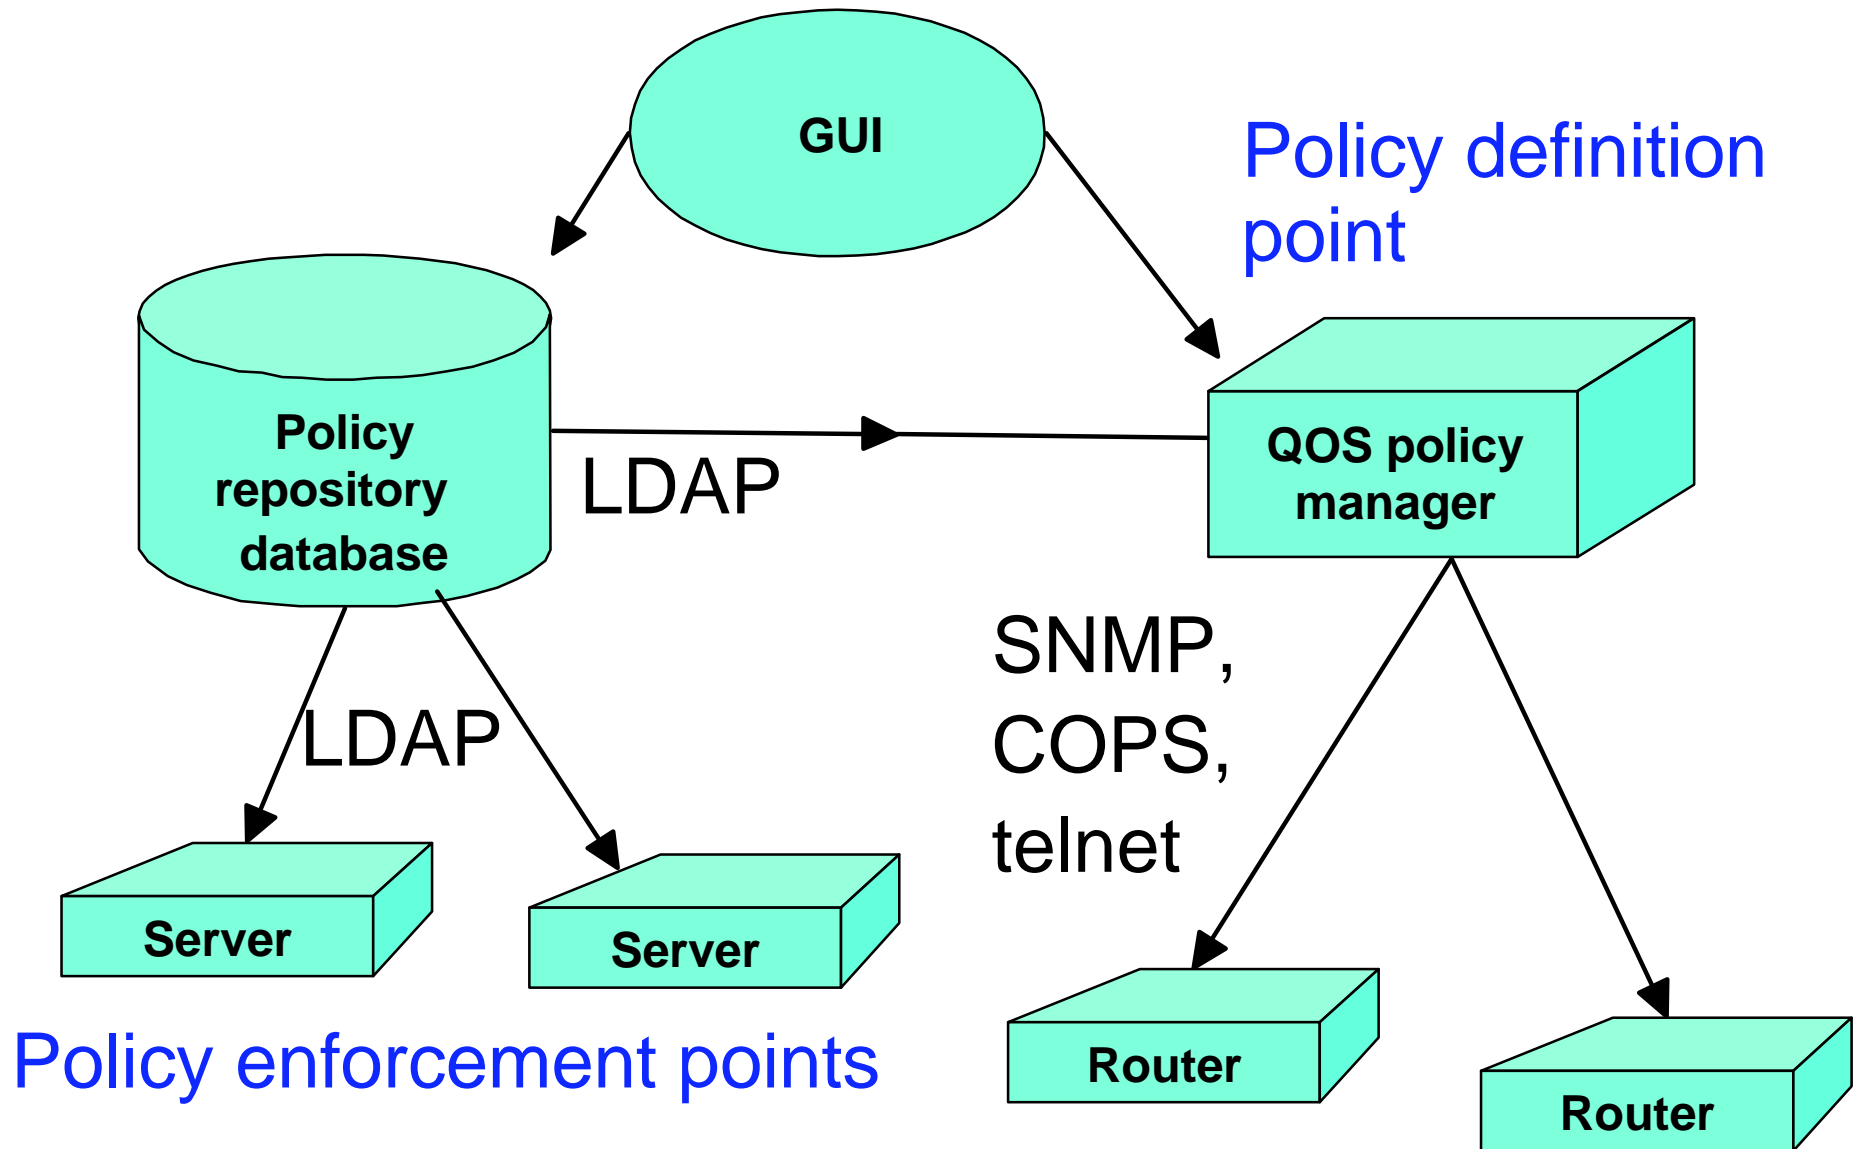 GUI
Policy definition
point
Policy
repository
database
LDAP
QOS policy
manager
SNMP,
COPS,
telnet
LDAP
Server
Server
Policy enforcement points
Router
Router